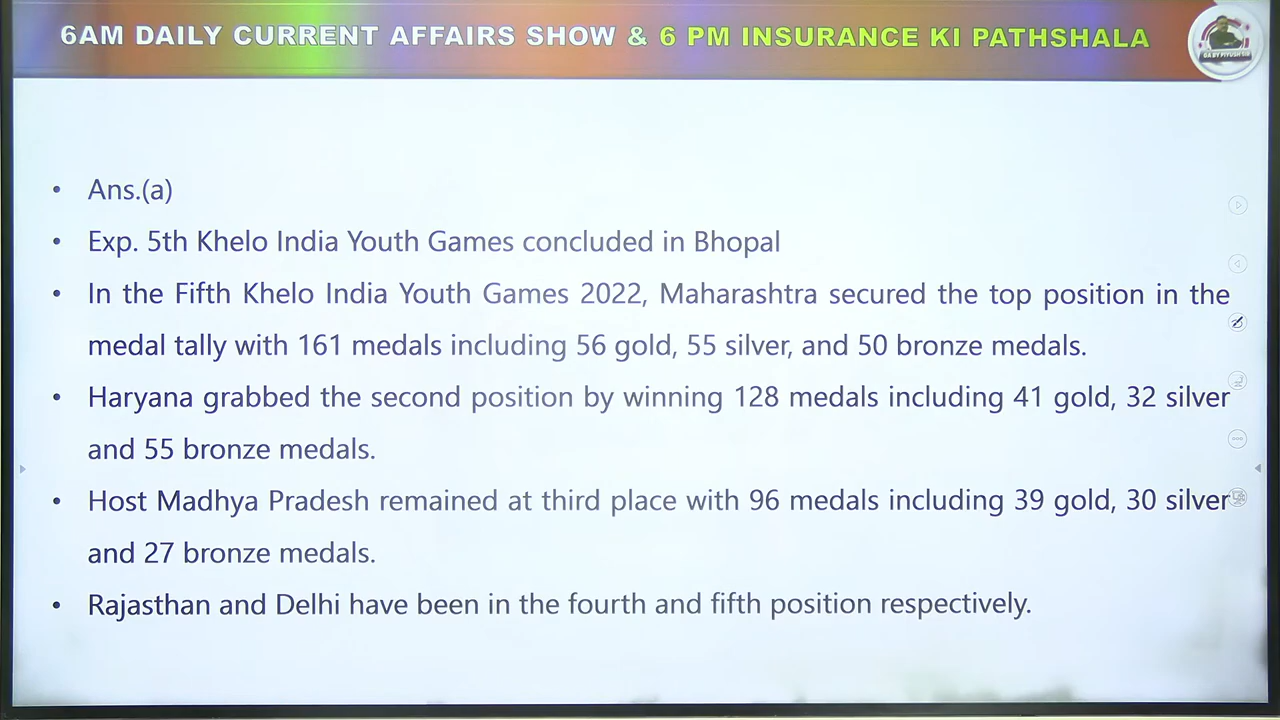 6AM DAILY CURRENT AFFAIRS SHOW & 6 PM INSURANCE KI PATHSHALA
GA BY PIYUSH SIR
• Ans.(a)
• Exp. 5th Khelo India Youth Games concluded in Bhopal
• In the Fifth Khelo India Youth Games 2022, Maharashtra secured the top position in the
medal tally with 161 medals including 56 gold, 55 silver, and 50 bronze medals.
• Haryana grabbed the second position by winning 128 medals including 41 gold, 32 silver
and 55 bronze medals.
• Host Madhya Pradesh remained at third place with 96 medals including 39 gold, 30 silver
and 27 bronze medals.
• Rajasthan and Delhi have been in the fourth and fifth position respectively.